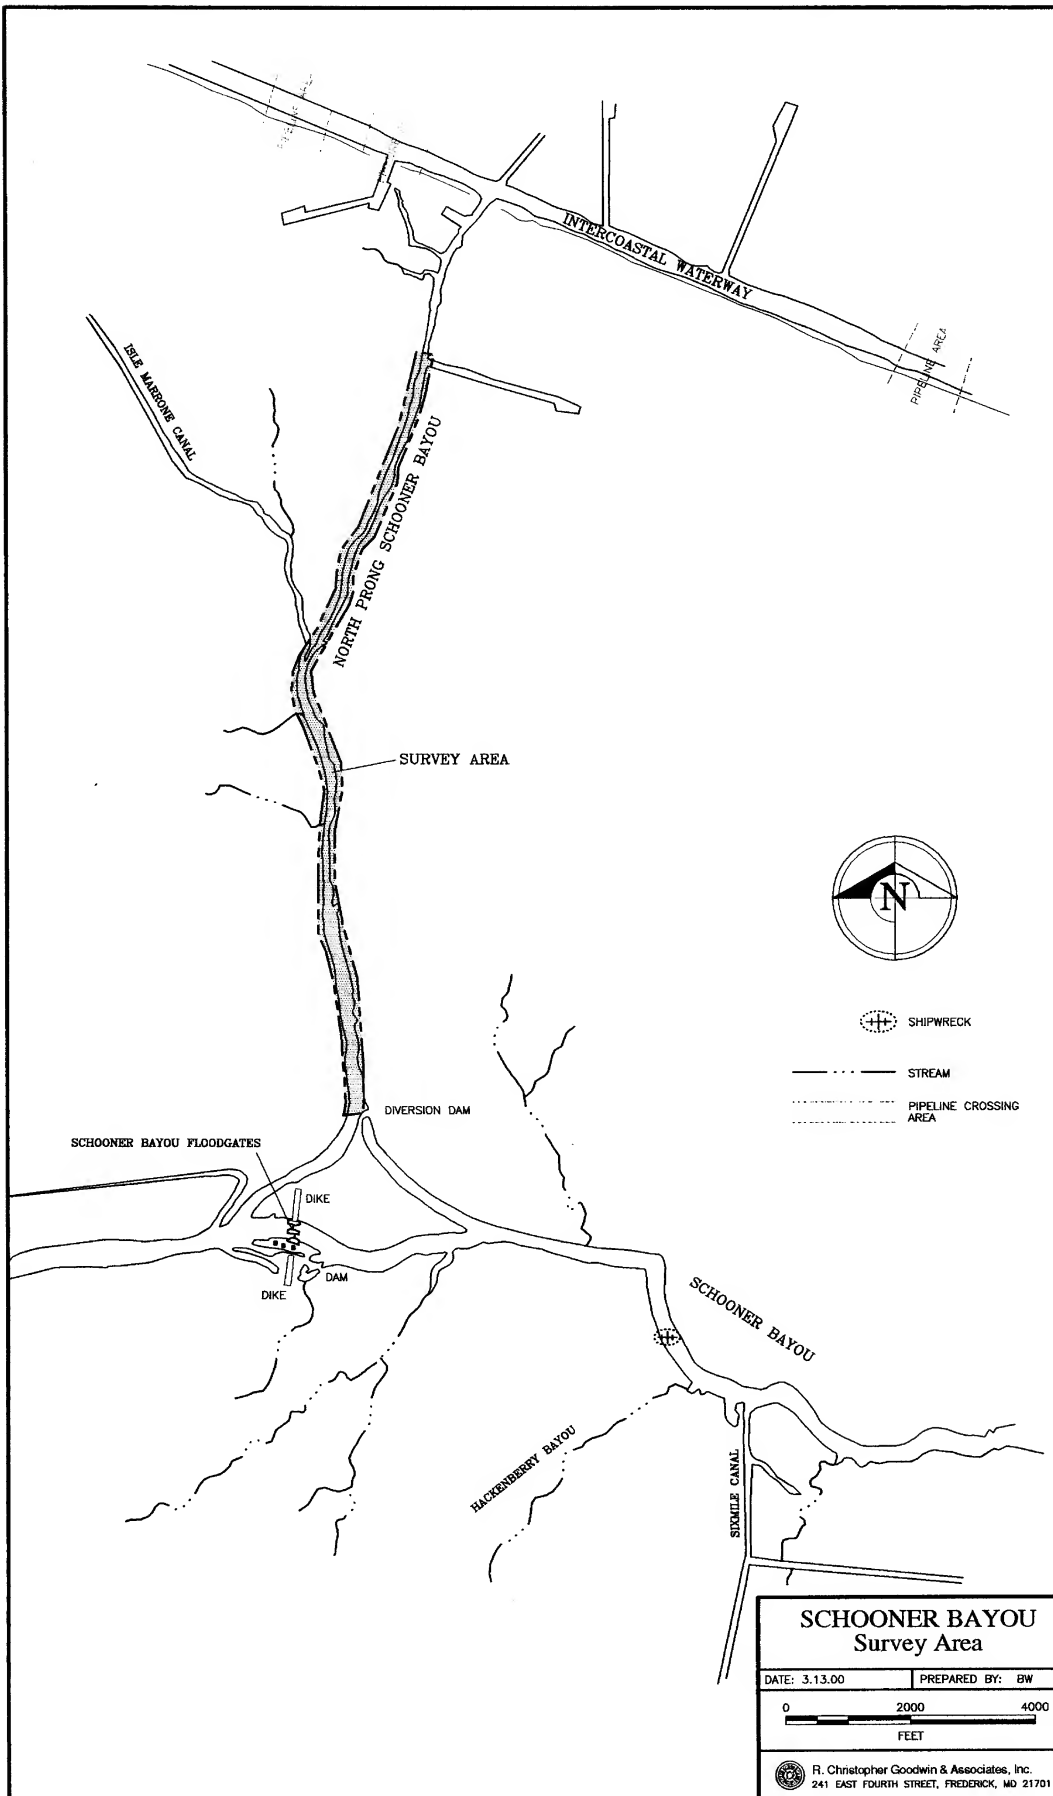 INTERCOASTAL WATERWAY
PIPELINE AREA
ISLE MARRONE CANAL
NORTH PRONG SCHOONER BAYOU
SURVEY AREA
N
SHIPWRECK
STREAM
PIPELINE CROSSING
AREA
DIVERSION DAM
SCHOONER BAYOU FLOODGATES
DIKE
DAM
DIKE
SCHOONER BAYOU
HACKENBERRY BAYOU
SIXMILE CANAL
SCHOONER BAYOU
Survey Area
DATE: 3.13.00
PREPARED BY: BW
0 2000 4000
FEET
R. Christopher Goodwin & Associates, Inc.
241 EAST FOURTH STREET, FREDERICK, MD 21701